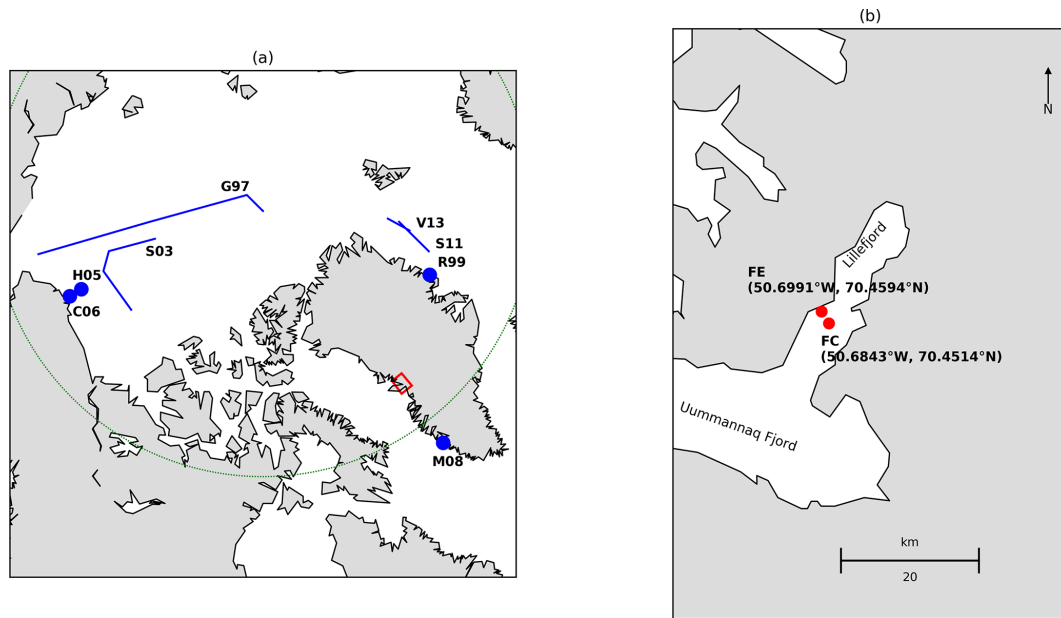 (a)
G97
V13
S03
S11
R99
H05
C06
M08
(b)
N
Lillefjord
FE
(50.6991°W, 70.4594°N)
FC
(50.6843°W, 70.4514°N)
Uummannaq Fjord
km
20